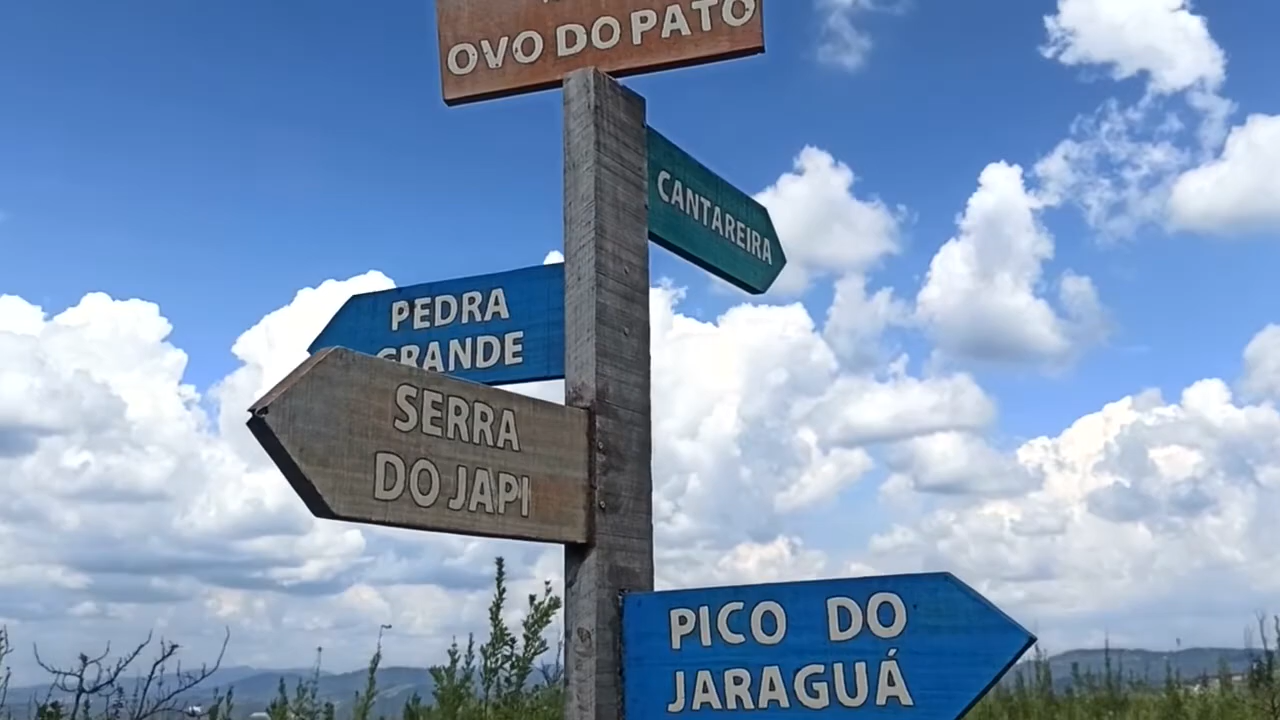 OVO DO PATO
CANTAREIRA
PEDRA
GRANDE
SERRA
DO JAPI
PICO DO
JARAGUÁ